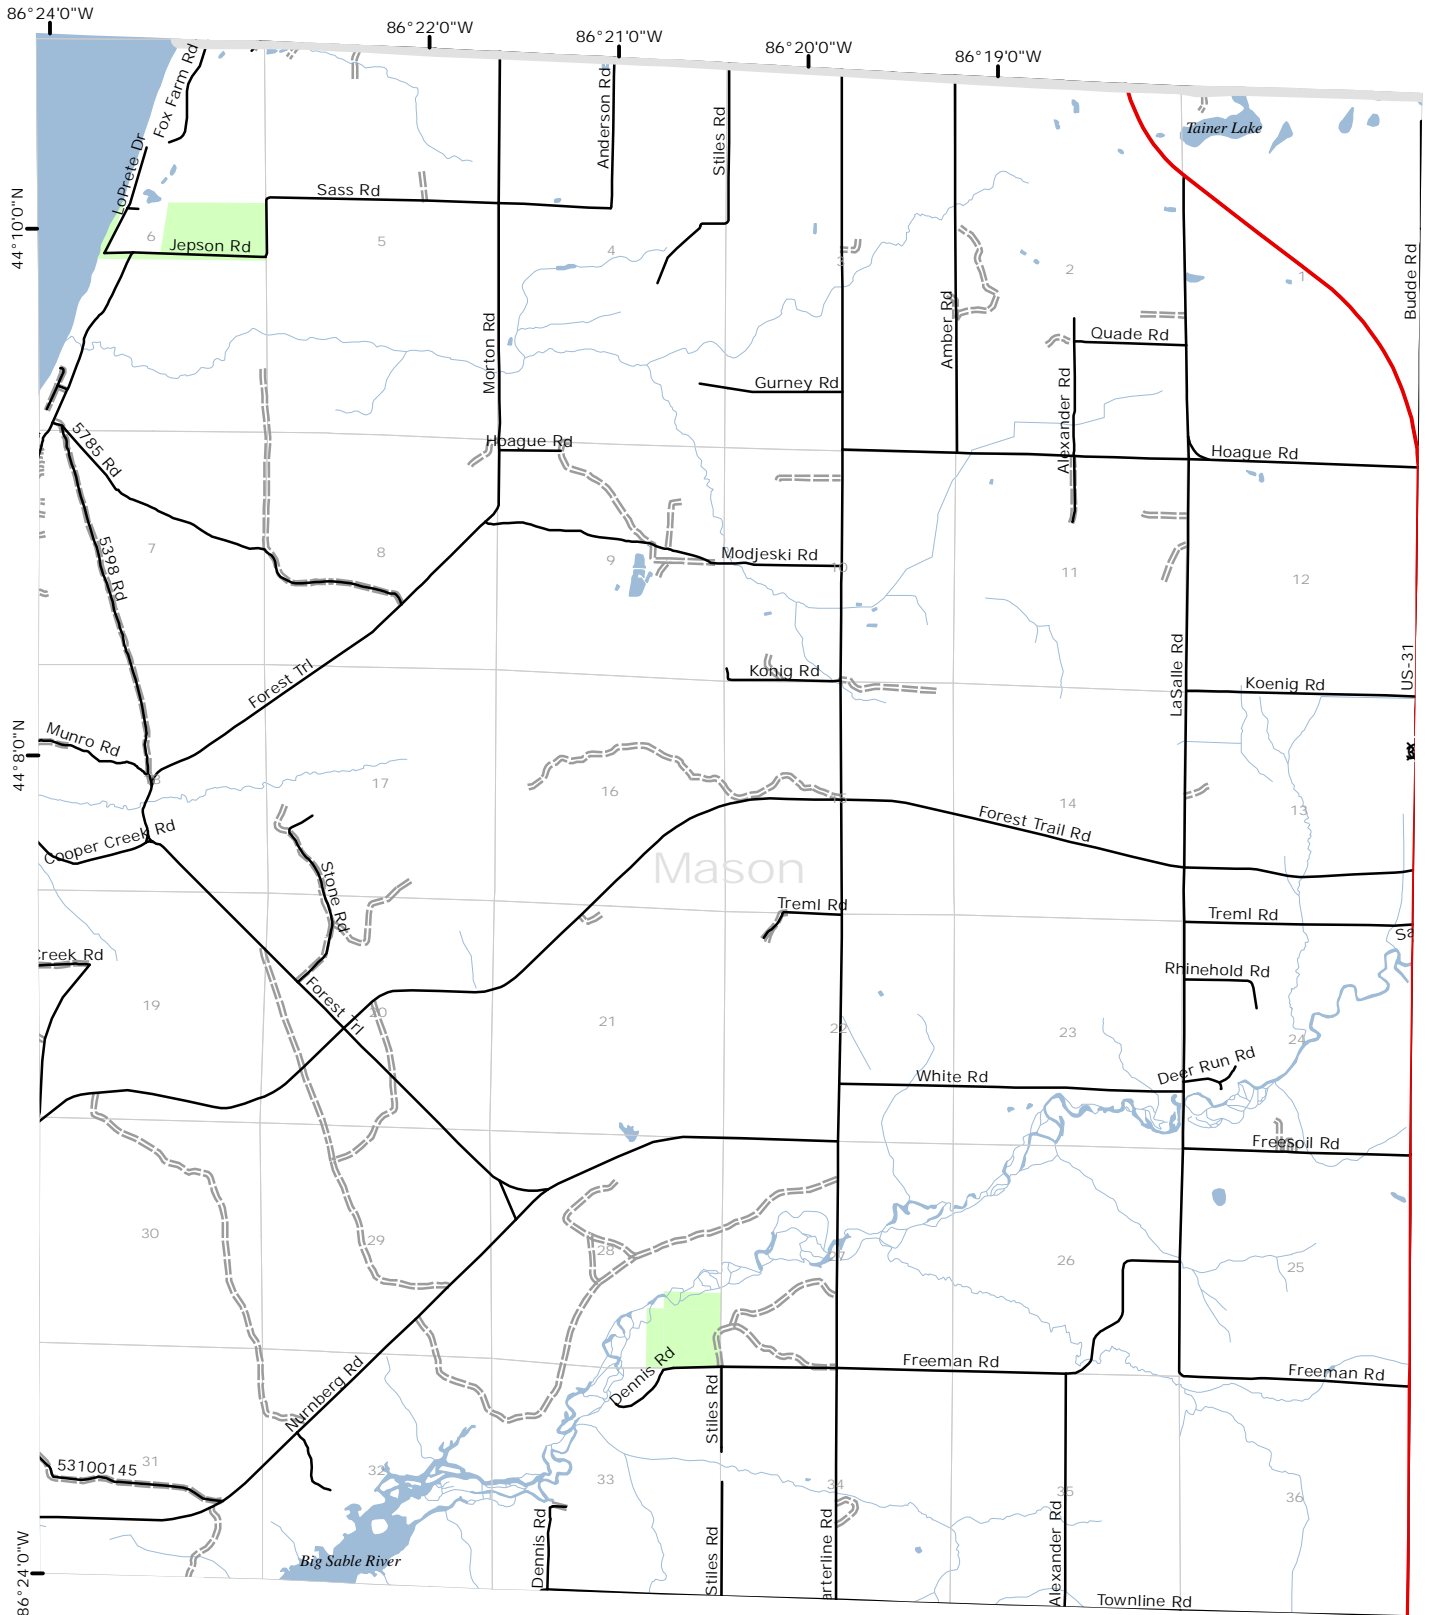 86°24'0"W
86°22'0"W
86°21'0"W
86°20'0"W
86°19'0"W
Fox Farm Rd
Anderson Rd
Stiles Rd
Tainer Lake
LoPrete Dr
Sass Rd
44°10'0"N
6
Jepson Rd
5
4
3
2
1
Budde Rd
Morton Rd
Amber Rd
Quade Rd
Gurney Rd
Alexander Rd
5785 Rd
Hoague Rd
Hoague Rd
5398 Rd
7
8
9
Modjeski Rd
10
11
12
Forest Trl
Konig Rd
LaSalle Rd
Koenig Rd
US-31
Munro Rd
44°8'0"N
17
16
15
14
13
Cooper Creek Rd
Forest Trail Rd
Mason
Stone Rd
Treml Rd
Treml Rd
Sa
Creek Rd
Rhinehold Rd
19
Forest Trl
20
21
22
23
24
White Rd
Deer Run Rd
Freesoil Rd
30
29
28
27
26
25
Dennis Rd
Freeman Rd
Freeman Rd
Nurnberg Rd
Stiles Rd
53100145
31
32
33
34
35
36
86°24'0"W
Big Sable River
Dennis Rd
Stiles Rd
arterline Rd
Alexander Rd
Townline Rd